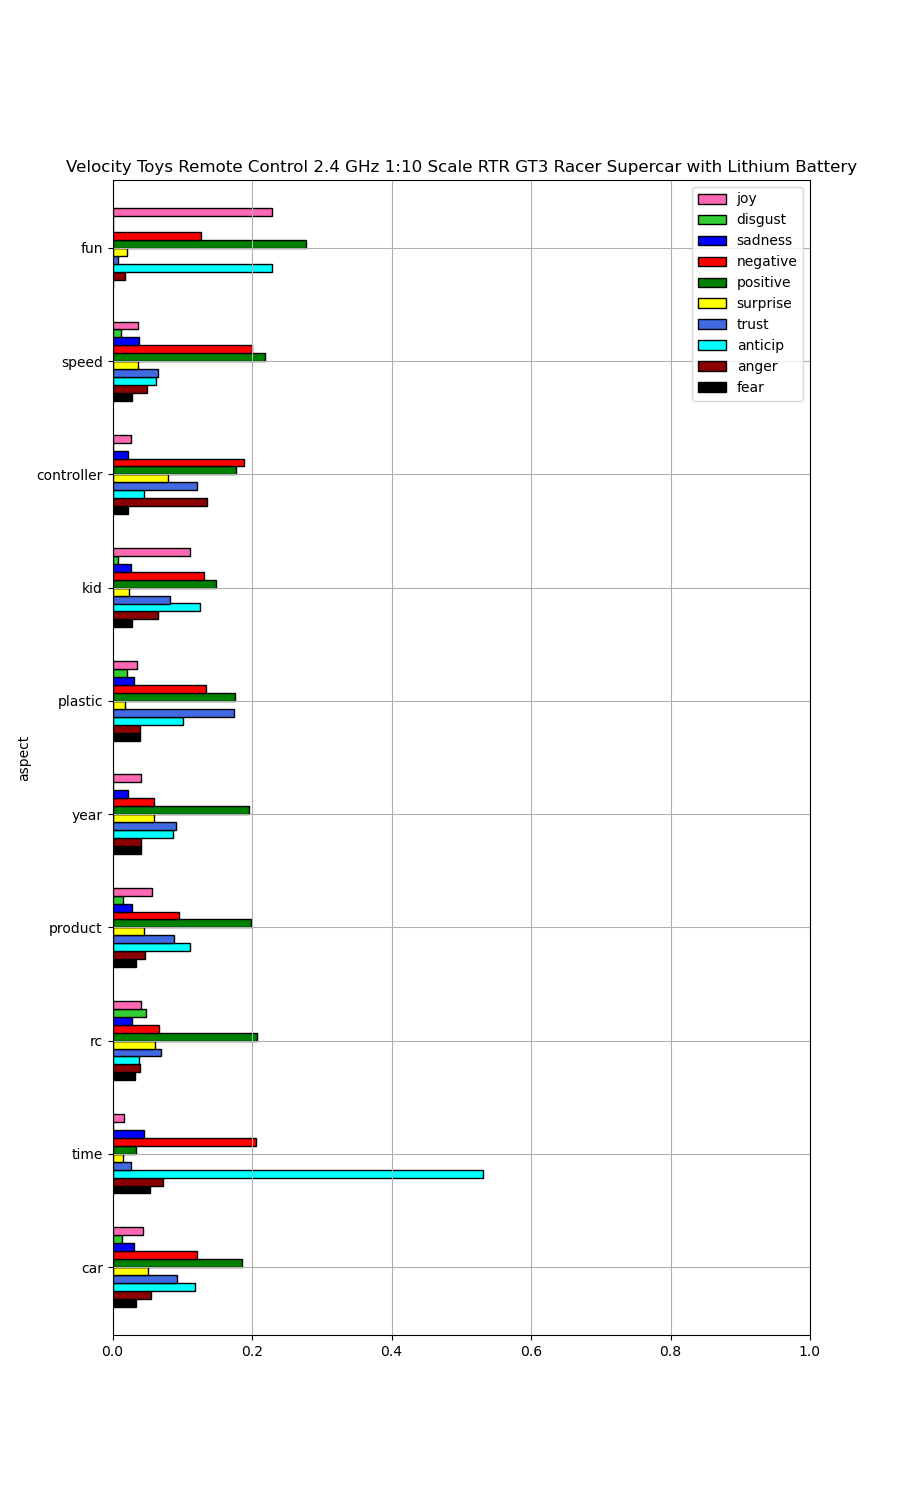 Velocity Toys Remote Control 2.4 GHz 1:10 Scale RTR GT3 Racer Supercar with Lithium Battery
joy
disgust
sadness
negative
positive
surprise
trust
anticip
anger
fear
fun
speed
controller
kid
plastic
year
product
rc
time
car
aspect
0.0 0.2 0.4 0.6 0.8 1.0